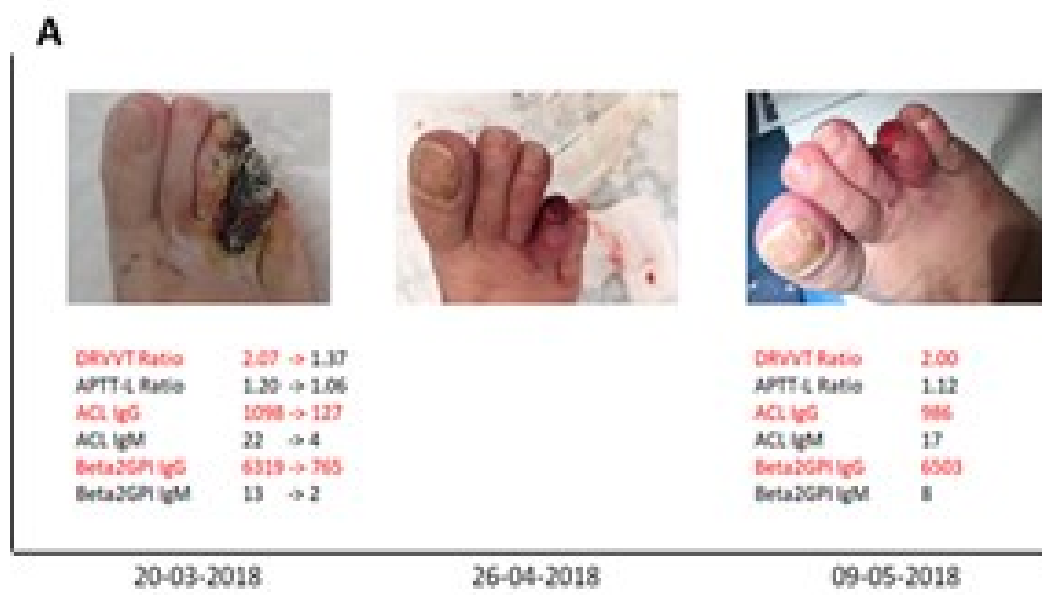 A
DRVVT Ratio 2.07 -> 1.37
APTT-L Ratio 1.20 -> 1.06
ACL IgG 1098 -> 127
ACL IgM 22 -> 4
Beta2GPI IgG 6319 -> 765
Beta2GPI IgM 13 -> 2
DRVVT Ratio 2.00
APTT-L Ratio 1.12
ACL IgG 986
ACL IgM 17
Beta2GPI IgG
Beta2GPI IgM 8
20-03-2018 26-04-2018 09-05-2018